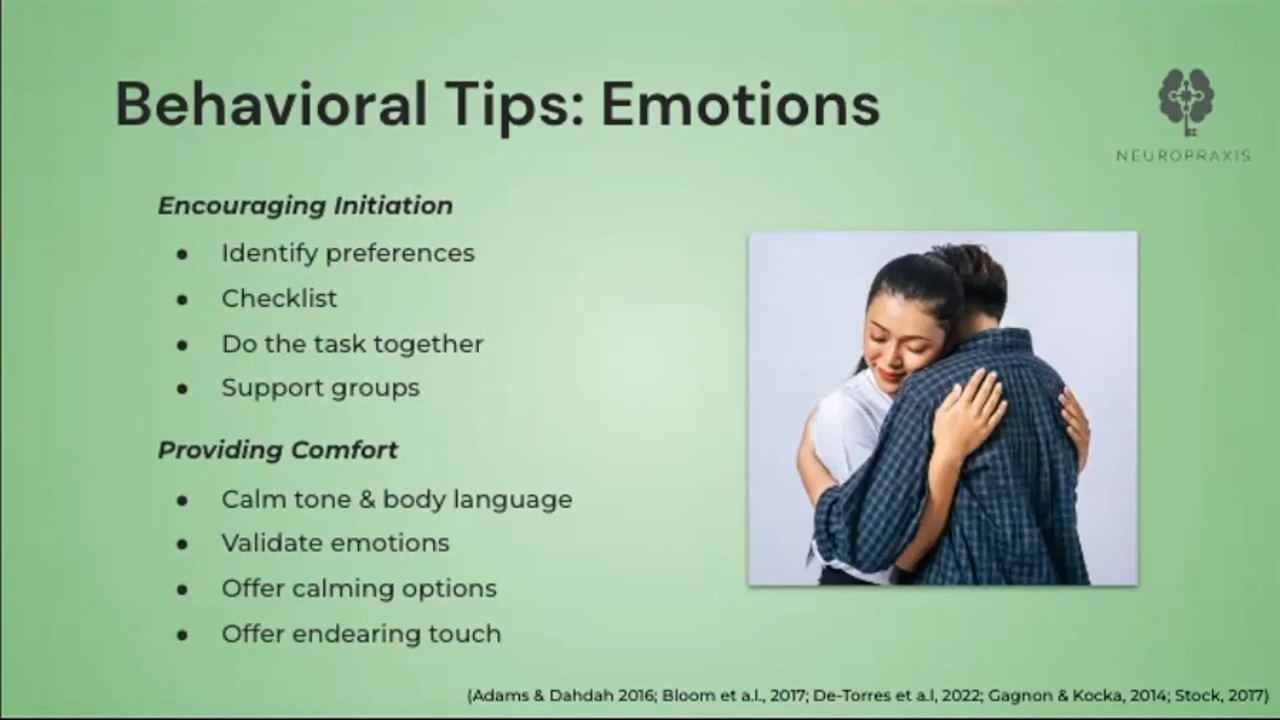 Behavioral Tips: Emotions
NEUROPRAXIS
Encouraging Initiation
● Identify preferences
● Checklist
● Do the task together
● Support groups
Providing Comfort
● Calm tone & body language
● Validate emotions
● Offer calming options
● Offer endearing touch
(Adams & Dahdah 2016; Bloom et a.l., 2017; De-Torres et a.l, 2022; Gagnon & Kocka, 2014; Stock, 2017)